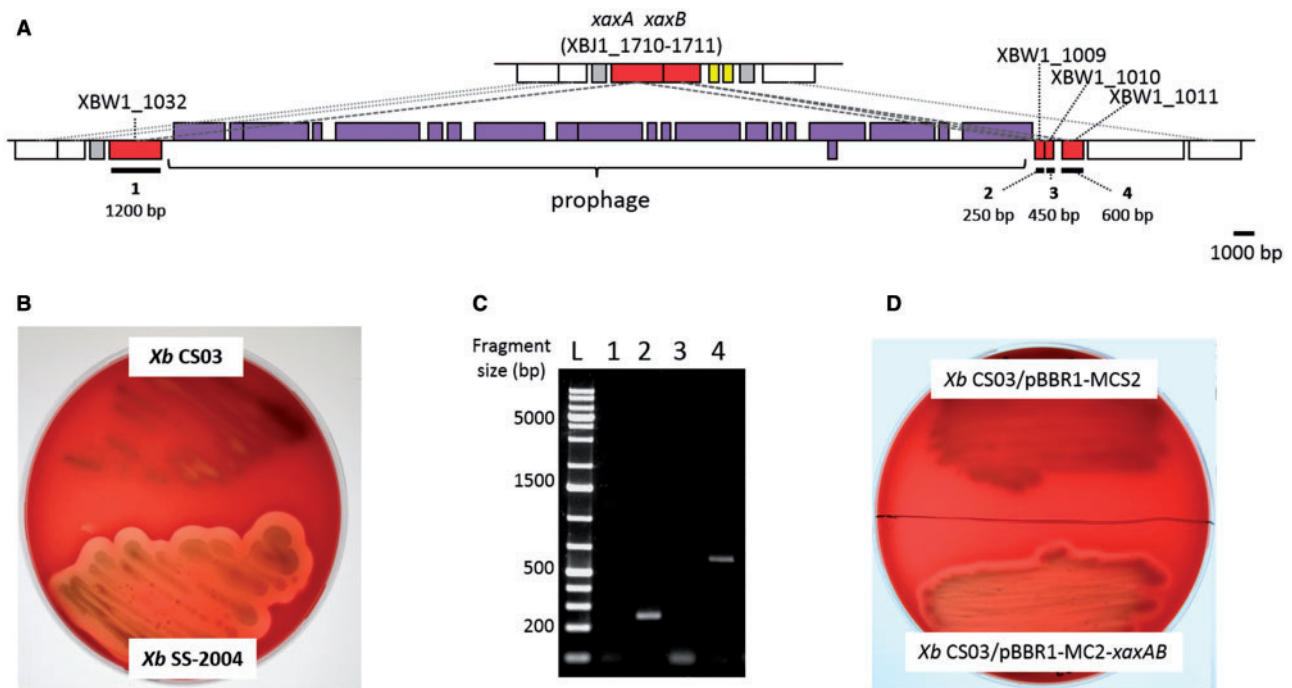 A
xaxA xaxB
(XBJ1_1710-1711)
XBW1_1009
XBW1_1010
XBW1_1011
XBW1_1032
1
1200 bp
prophage
2
250 bp
3
450 bp
4
600 bp
1000 bp
B
Xb CS03
Xb SS-2004
C
Fragment
size (bp)
L 1 2 3 4
5000
1500
500
200
D
Xb CS03/pBBR1-MCS2
Xb CS03/pBBR1-MC2-xaxAB